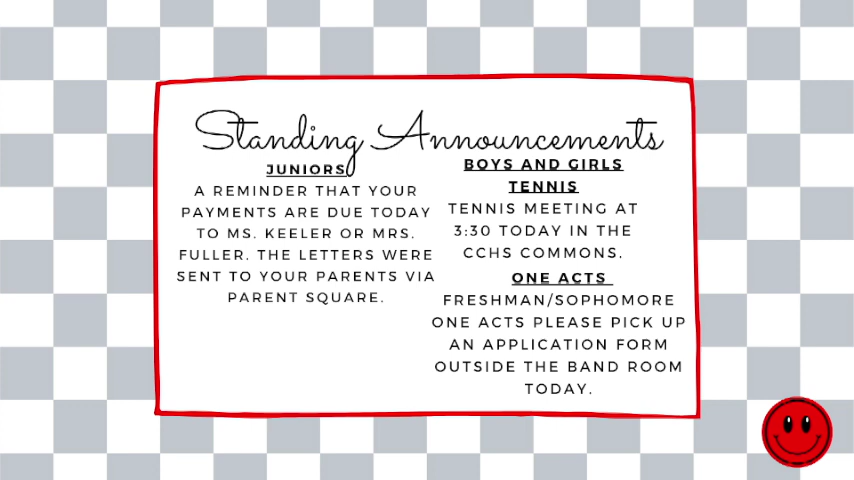 Standing Announcements
JUNIORS
A REMINDER THAT YOUR
PAYMENTS ARE DUE TODAY
TO MS. KEELER OR MRS.
FULLER. THE LETTERS WERE
SENT TO YOUR PARENTS VIA
PARENT SQUARE.
BOYS AND GIRLS
TENNIS
TENNIS MEETING AT
3:30 TODAY IN THE
CCHS COMMONS.
ONE ACTS
FRESHMAN/SOPHOMORE
ONE ACTS PLEASE PICK UP
AN APPLICATION FORM
OUTSIDE THE BAND ROOM
TODAY.